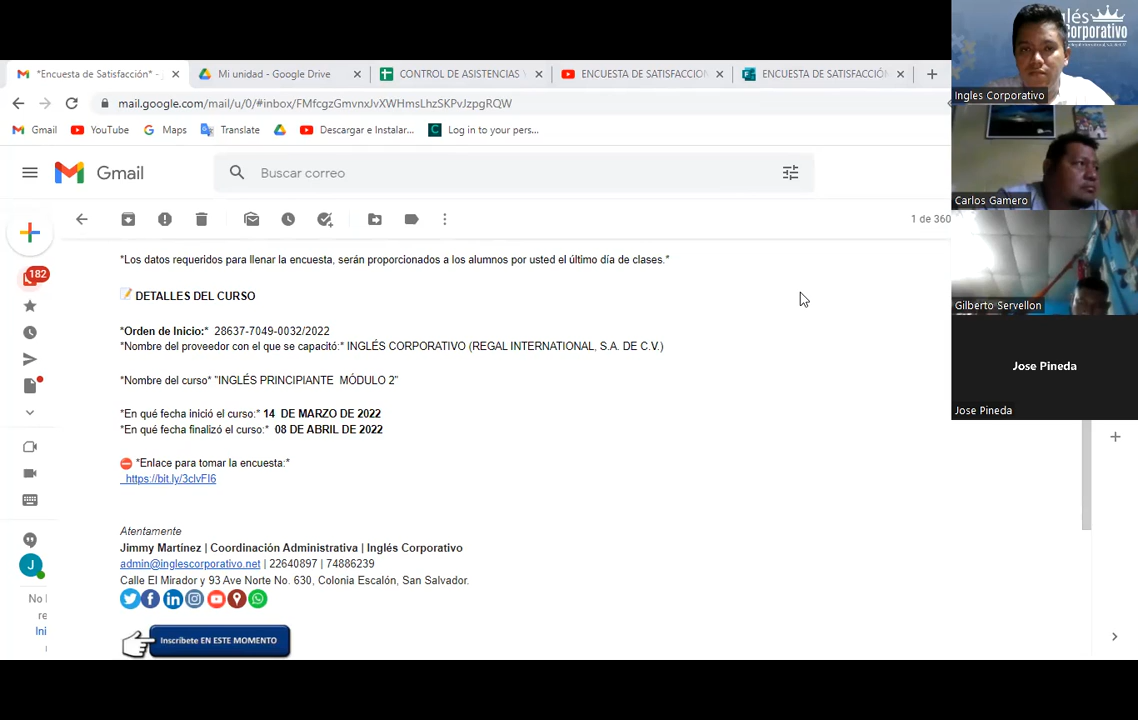 *Encuesta de Satisfacción* -
Mi unidad - Google Drive
CONTROL DE ASISTENCIAS
ENCUESTA DE SATISFACCION
ENCUESTA DE SATISFACCIÓN
mail.google.com/mail/u/0/#inbox/FMfcgzGmvnxJvXWHmsLhzSKPvJzpgRQW
Gmail
YouTube
Maps
Translate
Descargar e Instalar...
Log in to your pers...
Gmail
Buscar correo
1 de 360
182
*Los datos requeridos para llenar la encuesta, serán proporcionados a los alumnos por usted el último día de clases.*
DETALLES DEL CURSO
*Orden de Inicio:* 28637-7049-0032/2022
*Nombre del proveedor con el que se capacitó:* INGLÉS CORPORATIVO (REGAL INTERNATIONAL, S.A. DE C.V.)
*Nombre del curso* "INGLÉS PRINCIPIANTE MÓDULO 2"
*En qué fecha inició el curso:* 14 DE MARZO DE 2022
*En qué fecha finalizó el curso:* 08 DE ABRIL DE 2022
*Enlace para tomar la encuesta:*
https://bit.ly/3clvFI6
Atentamente
Jimmy Martínez | Coordinación Administrativa | Inglés Corporativo
admin@inglescorporativo.net | 22640897 | 74886239
Calle El Mirador y 93 Ave Norte No. 630, Colonia Escalón, San Salvador.
Inscríbete EN ESTE MOMENTO
J
No
re
Ini
glés
Corporativo
Ingles Corporativo
Carlos Gamero
Gilberto Servellon
Jose Pineda
Jose Pineda